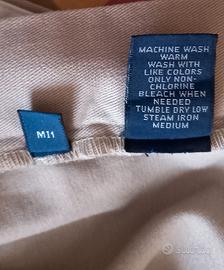 MACHINE WASH
WARM
WASH WITH
LIKE COLORS
ONLY NON-
CHLORINE
BLEACH WHEN
NEEDED
TUMBLE DRY LOW
STEAM IRON
MEDIUM
M11
subito